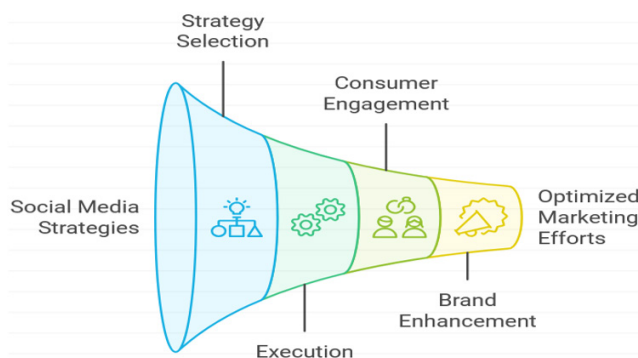 Strategy
Selection
Consumer
Engagement
Social Media
Strategies
Optimized
Marketing
Efforts
Brand
Enhancement
Execution